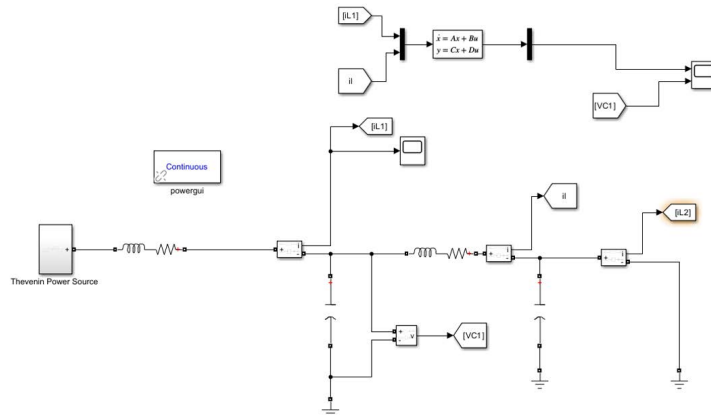 [iL1]
ẋ = Ax + Bu
y = Cx + Du
il
[VC1]
[iL1]
Continuous
powergui
il
[iL2]
+
Thevenin Power Source
+
-
i
+
-
i
+
-
i
+
-
v
[VC1]
+
+
+
+